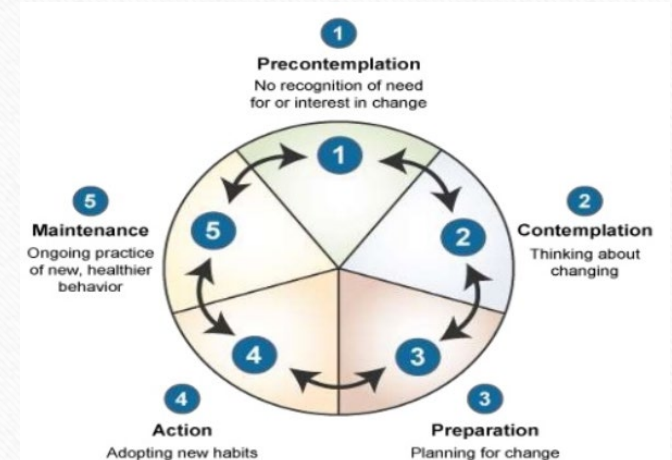 1
Precontemplation
No recognition of need
for or interest in change
1
5
Maintenance
Ongoing practice
of new, healthier
behavior
5
2
2
Contemplation
Thinking about
changing
4
3
4
Action
Adopting new habits
3
Preparation
Planning for change